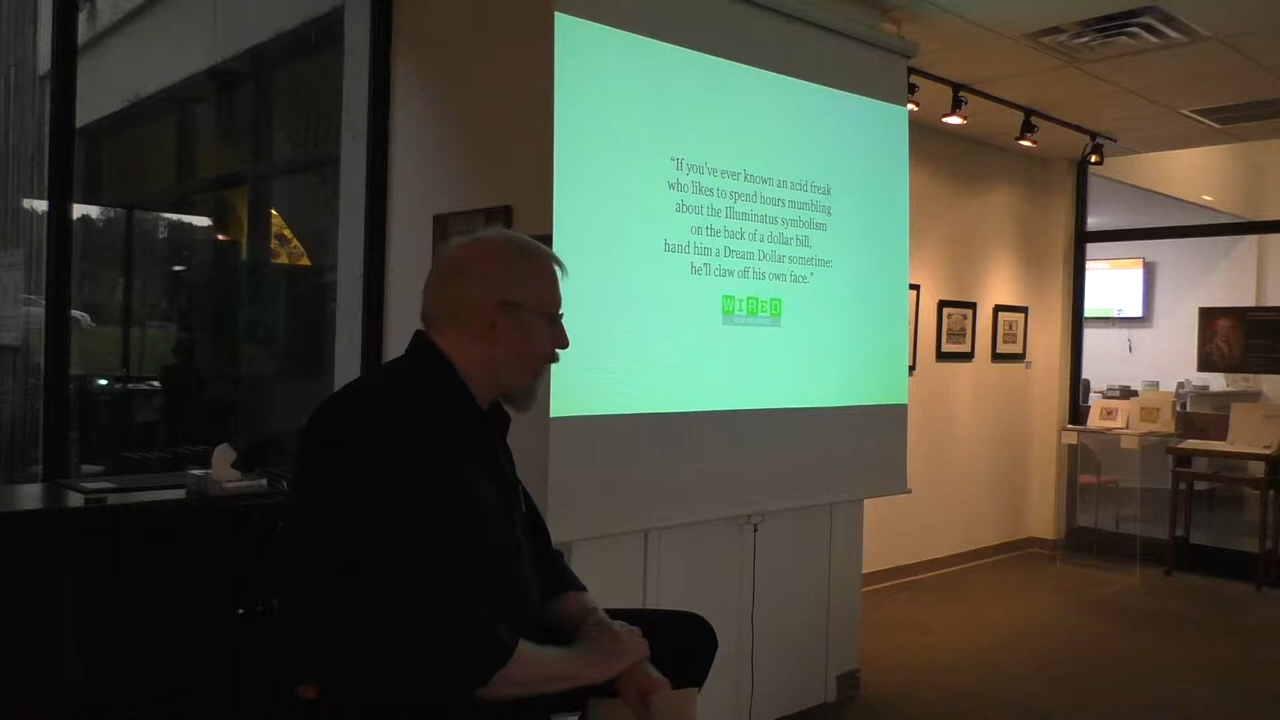 “If you've ever known an acid freak
who likes to spend hours mumbling
about the Illuminatus symbolism
on the back of a dollar bill,
hand him a Dream Dollar sometime:
he'll claw off his own face.”
WIRED